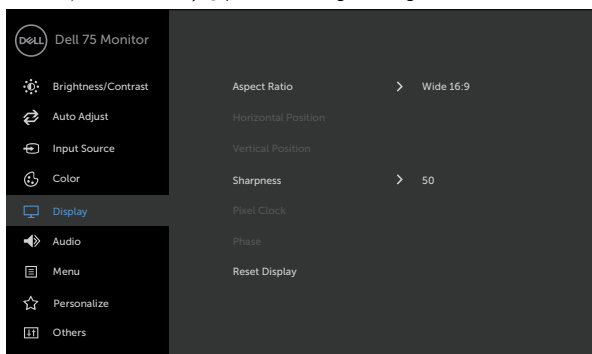 DELL Dell 75 Monitor
Brightness/Contrast Aspect Ratio > Wide 16:9
Auto Adjust Horizontal Position
Input Source Vertical Position
Color Sharpness > 50
Display Pixel Clock
Audio Phase
Menu Reset Display
Personalize
Others